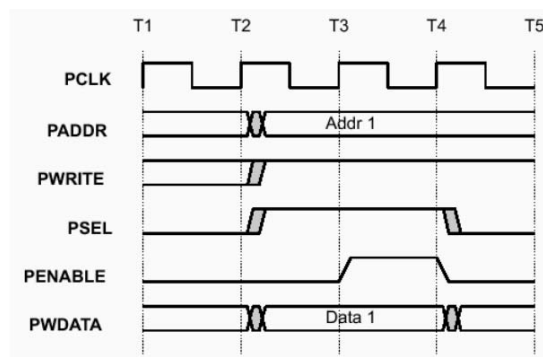 T1 T2 T3 T4 T5
PCLK
PADDR Addr 1
PWRITE
PSEL
PENABLE
PWDATA Data 1